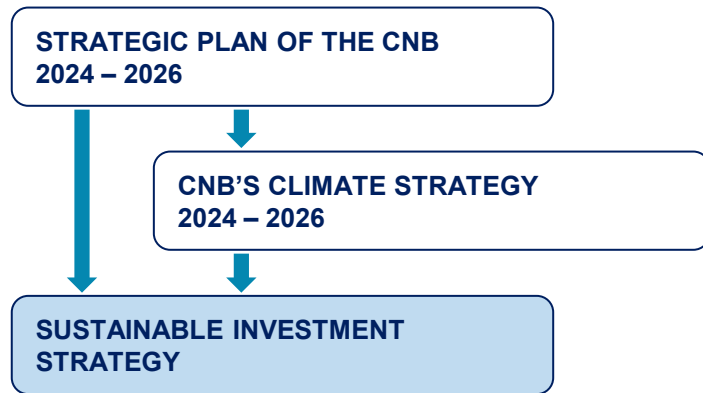 STRATEGIC PLAN OF THE CNB
2024 – 2026
CNB’S CLIMATE STRATEGY
2024 – 2026
SUSTAINABLE INVESTMENT
STRATEGY